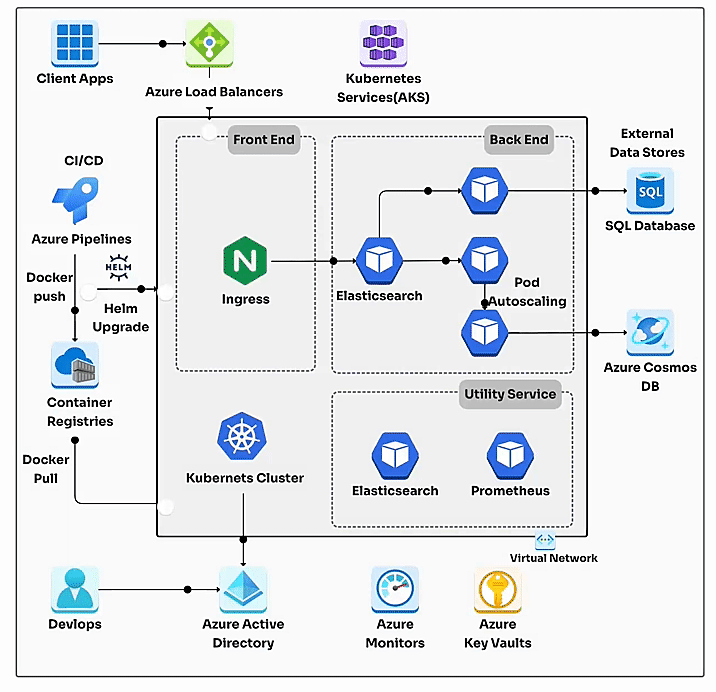 Client Apps
Azure Load Balancers
Kubernetes
Services(AKS)
Front End
Back End
External
Data Stores
SQL
SQL Database
CI/CD
Azure Pipelines
HELM
Docker
push
Helm
Upgrade
N
Ingress
Elasticsearch
Pod
Autoscaling
Azure Cosmos
DB
Container
Registries
Utility Service
Docker
Pull
Kubernets Cluster
Elasticsearch
Prometheus
Virtual Network
Devlops
Azure Active
Directory
Azure
Monitors
Azure
Key Vaults